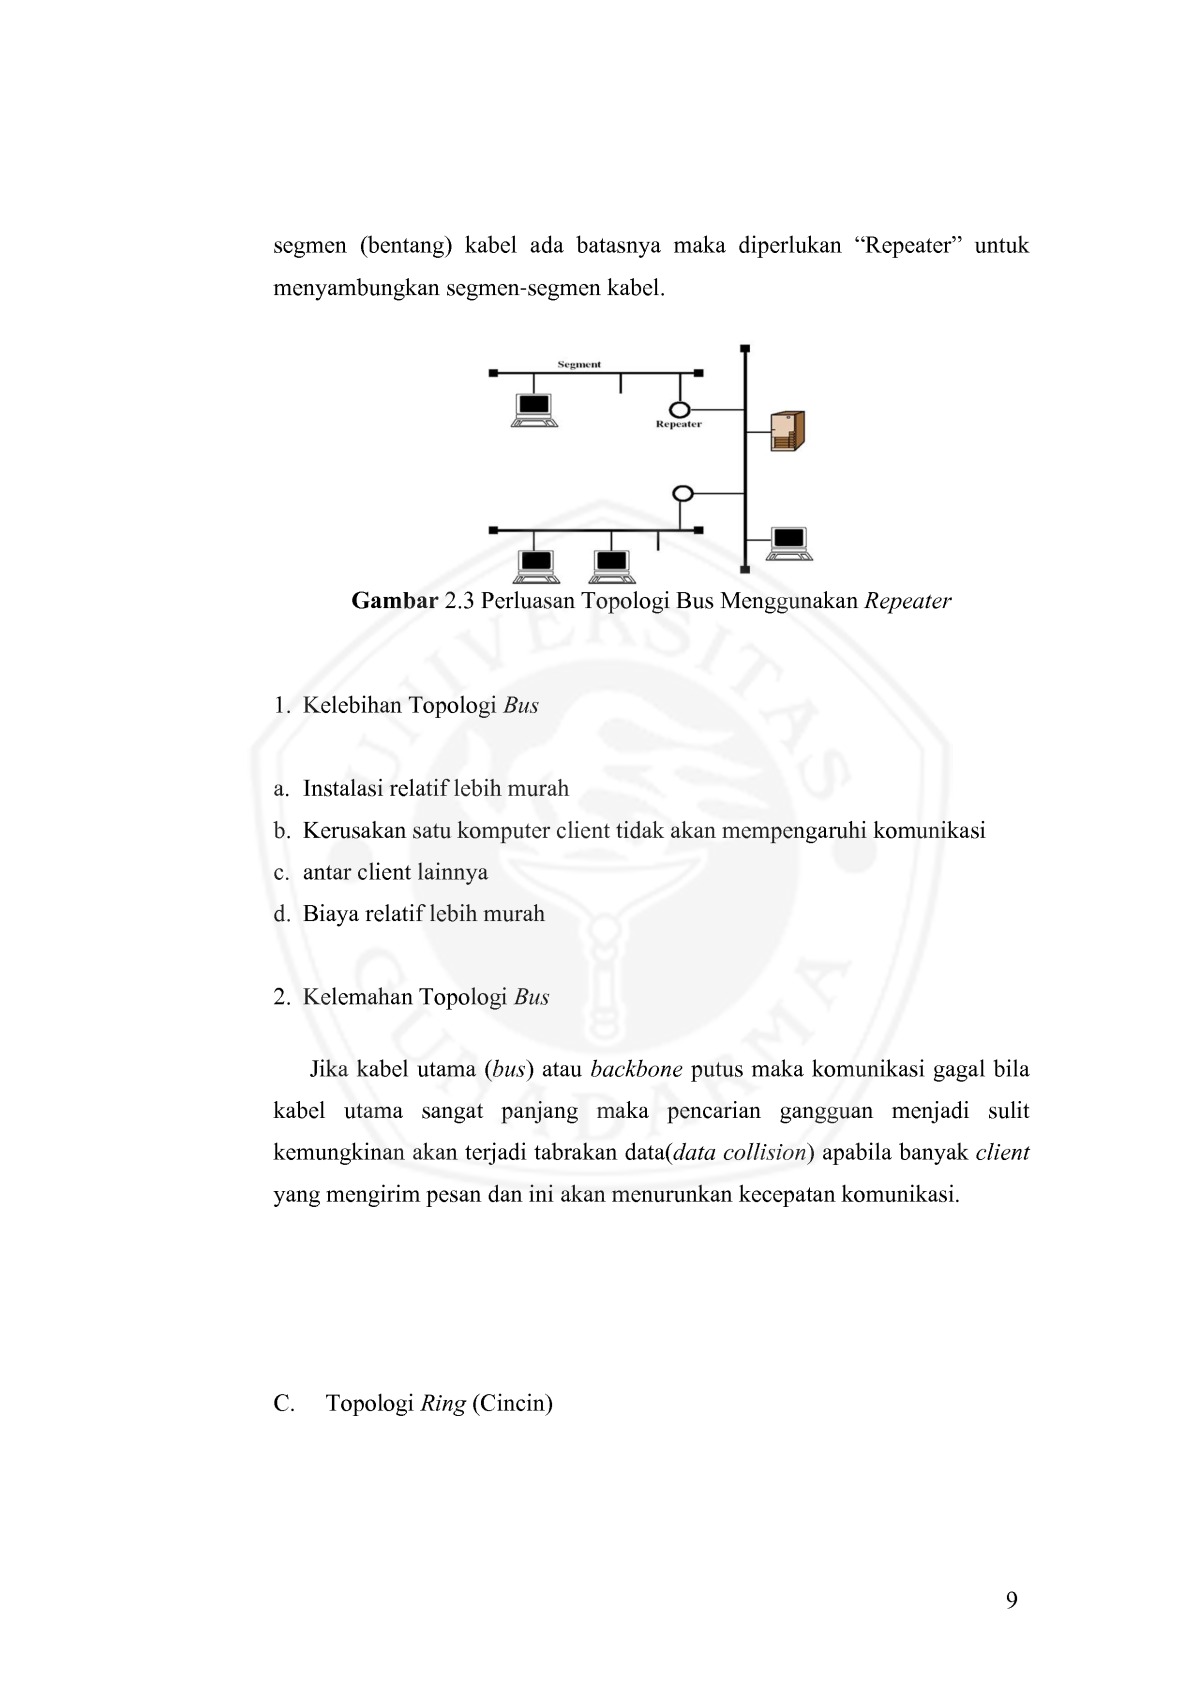 segmen (bentang) kabel ada batasnya maka diperlukan “Repeater” untuk
menyambungkan segmen-segmen kabel.
Segment
Repeater
Gambar 2.3 Perluasan Topologi Bus Menggunakan Repeater
1. Kelebihan Topologi Bus
a. Instalasi relatif lebih murah
b. Kerusakan satu komputer client tidak akan mempengaruhi komunikasi
c. antar client lainnya
d. Biaya relatif lebih murah
2. Kelemahan Topologi Bus
Jika kabel utama (bus) atau backbone putus maka komunikasi gagal bila
kabel utama sangat panjang maka pencarian gangguan menjadi sulit
kemungkinan akan terjadi tabrakan data(data collision) apabila banyak client
yang mengirim pesan dan ini akan menurunkan kecepatan komunikasi.
C. Topologi Ring (Cincin)
9
UNIVERSITAS
GUNADARMA